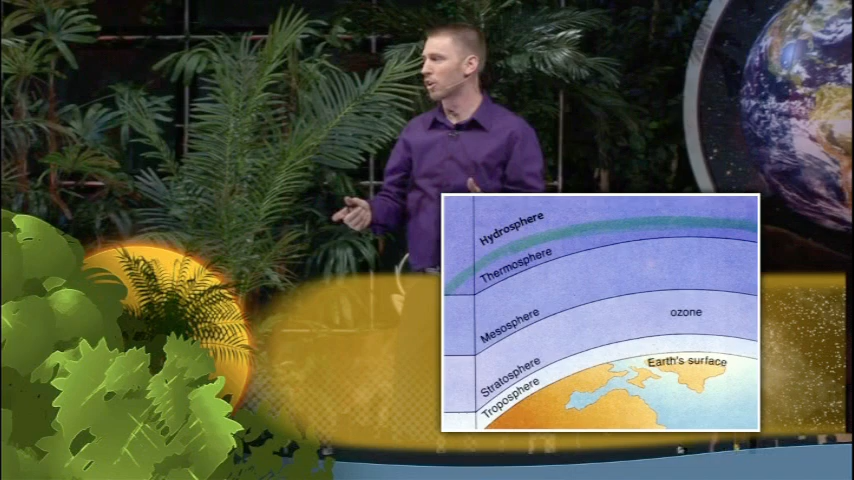 Hydrosphere
Thermosphere
Mesosphere
ozone
Stratosphere
Earth's surface
Troposphere